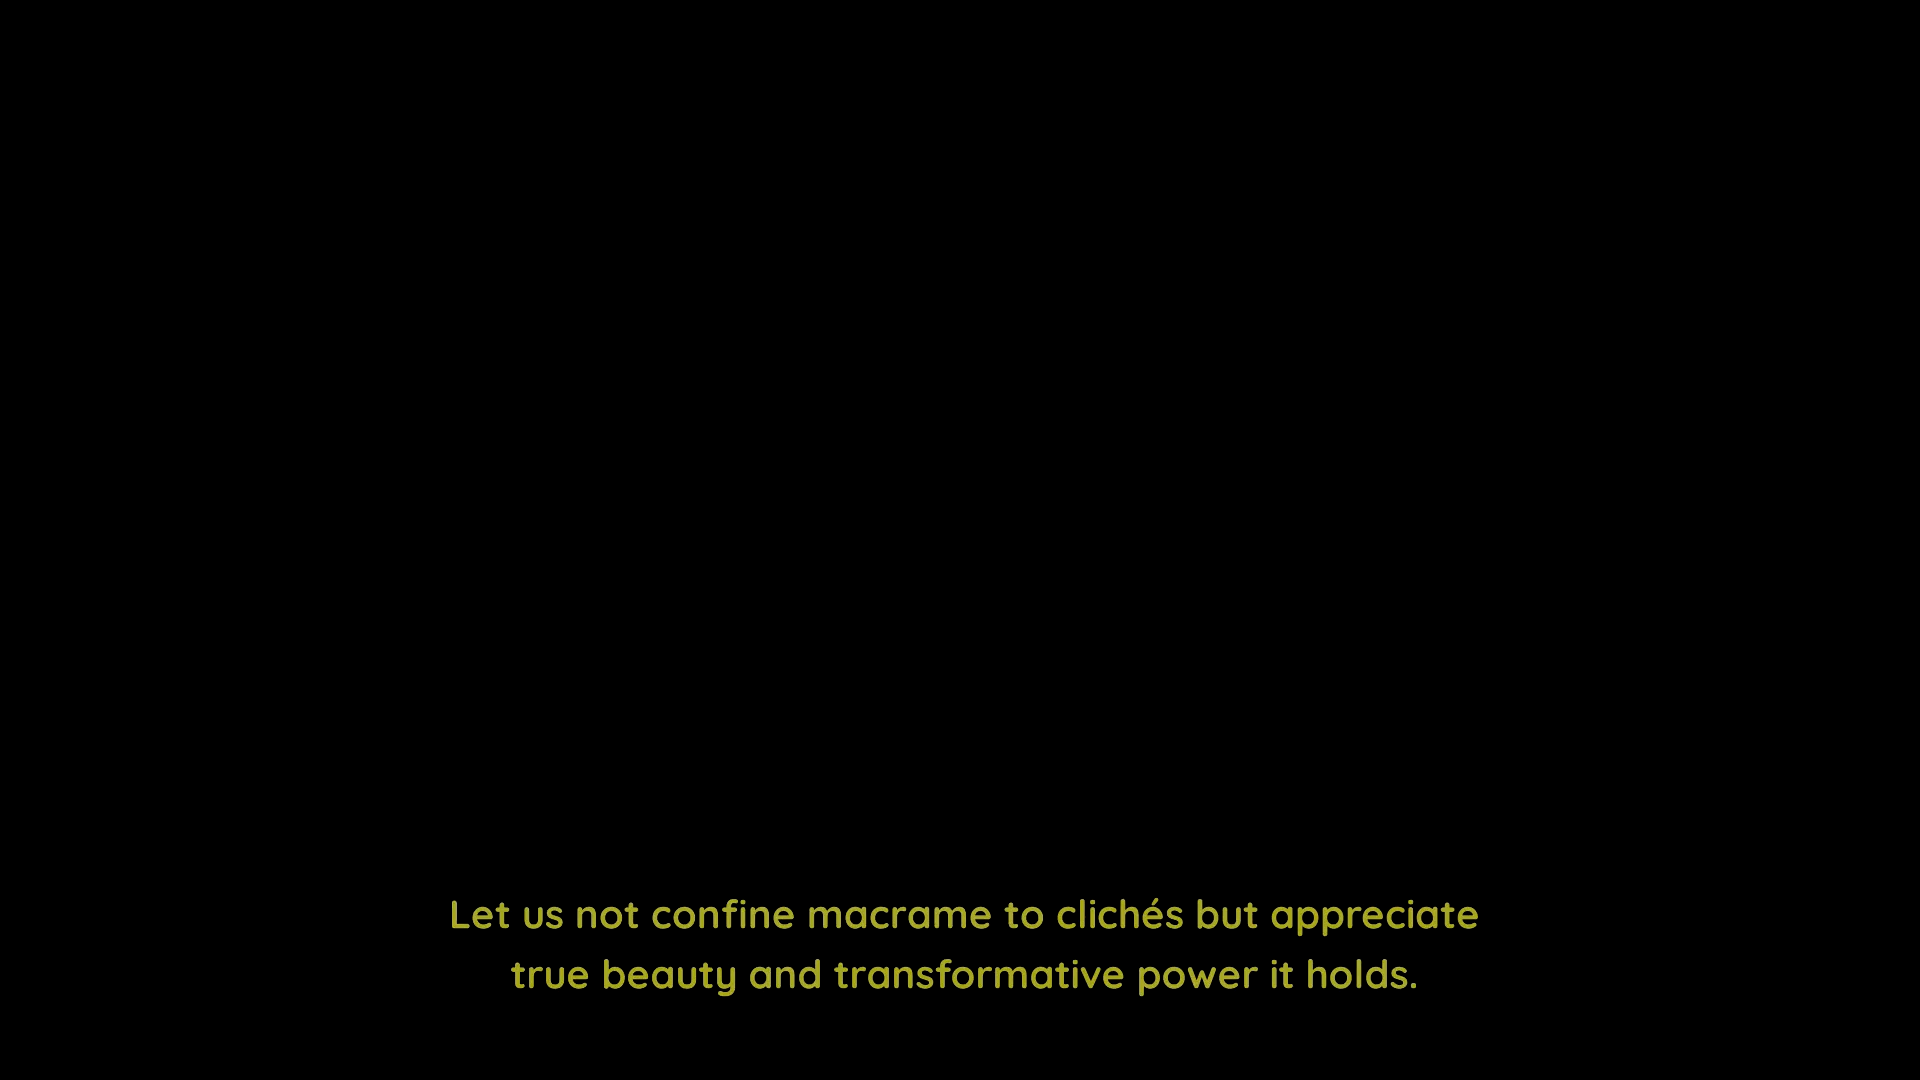 Let us not confine macrame to clichés but appreciate
true beauty and transformative power it holds.